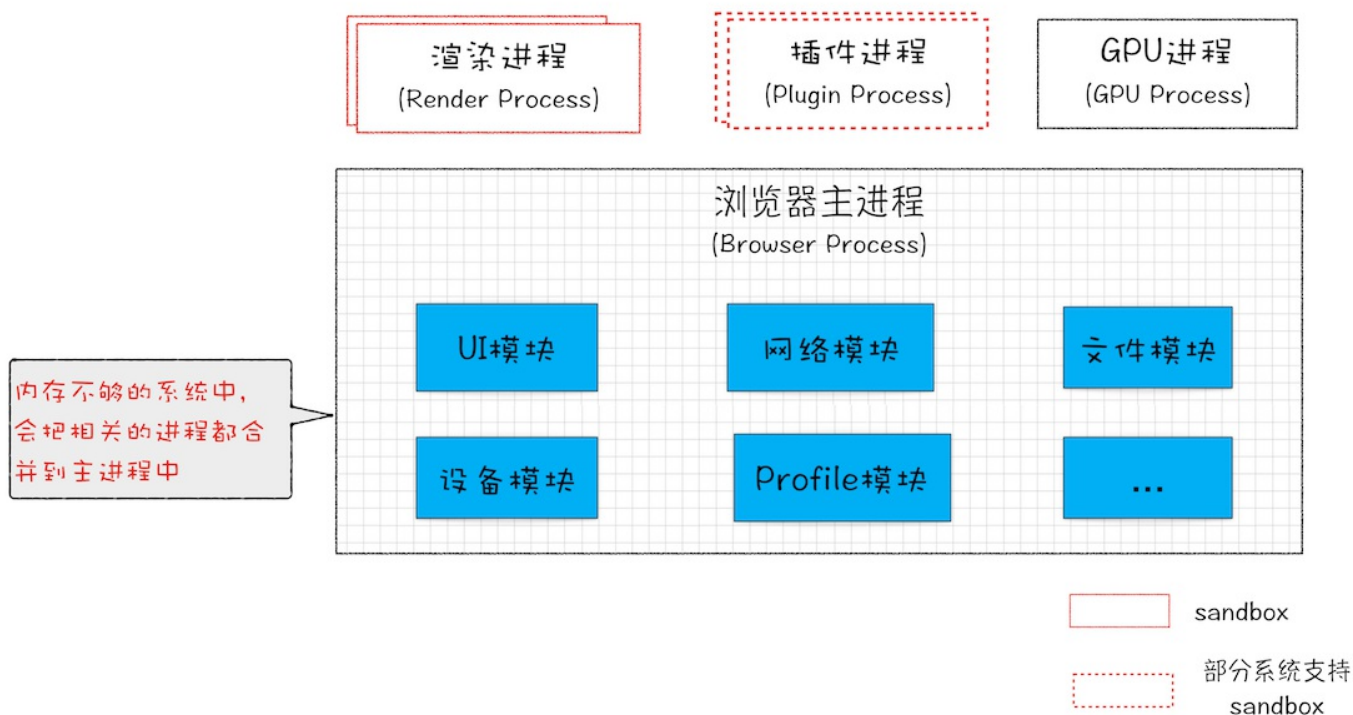 渲染进程
(Render Process)
插件进程
(Plugin Process)
GPU进程
(GPU Process)
浏览器主进程
(Browser Process)
UI模块
网络模块
文件模块
内存不够的系统中，
会把相关的进程都合
并到主进程中
设备模块
Profile模块
...
sandbox
部分系统支持
sandbox